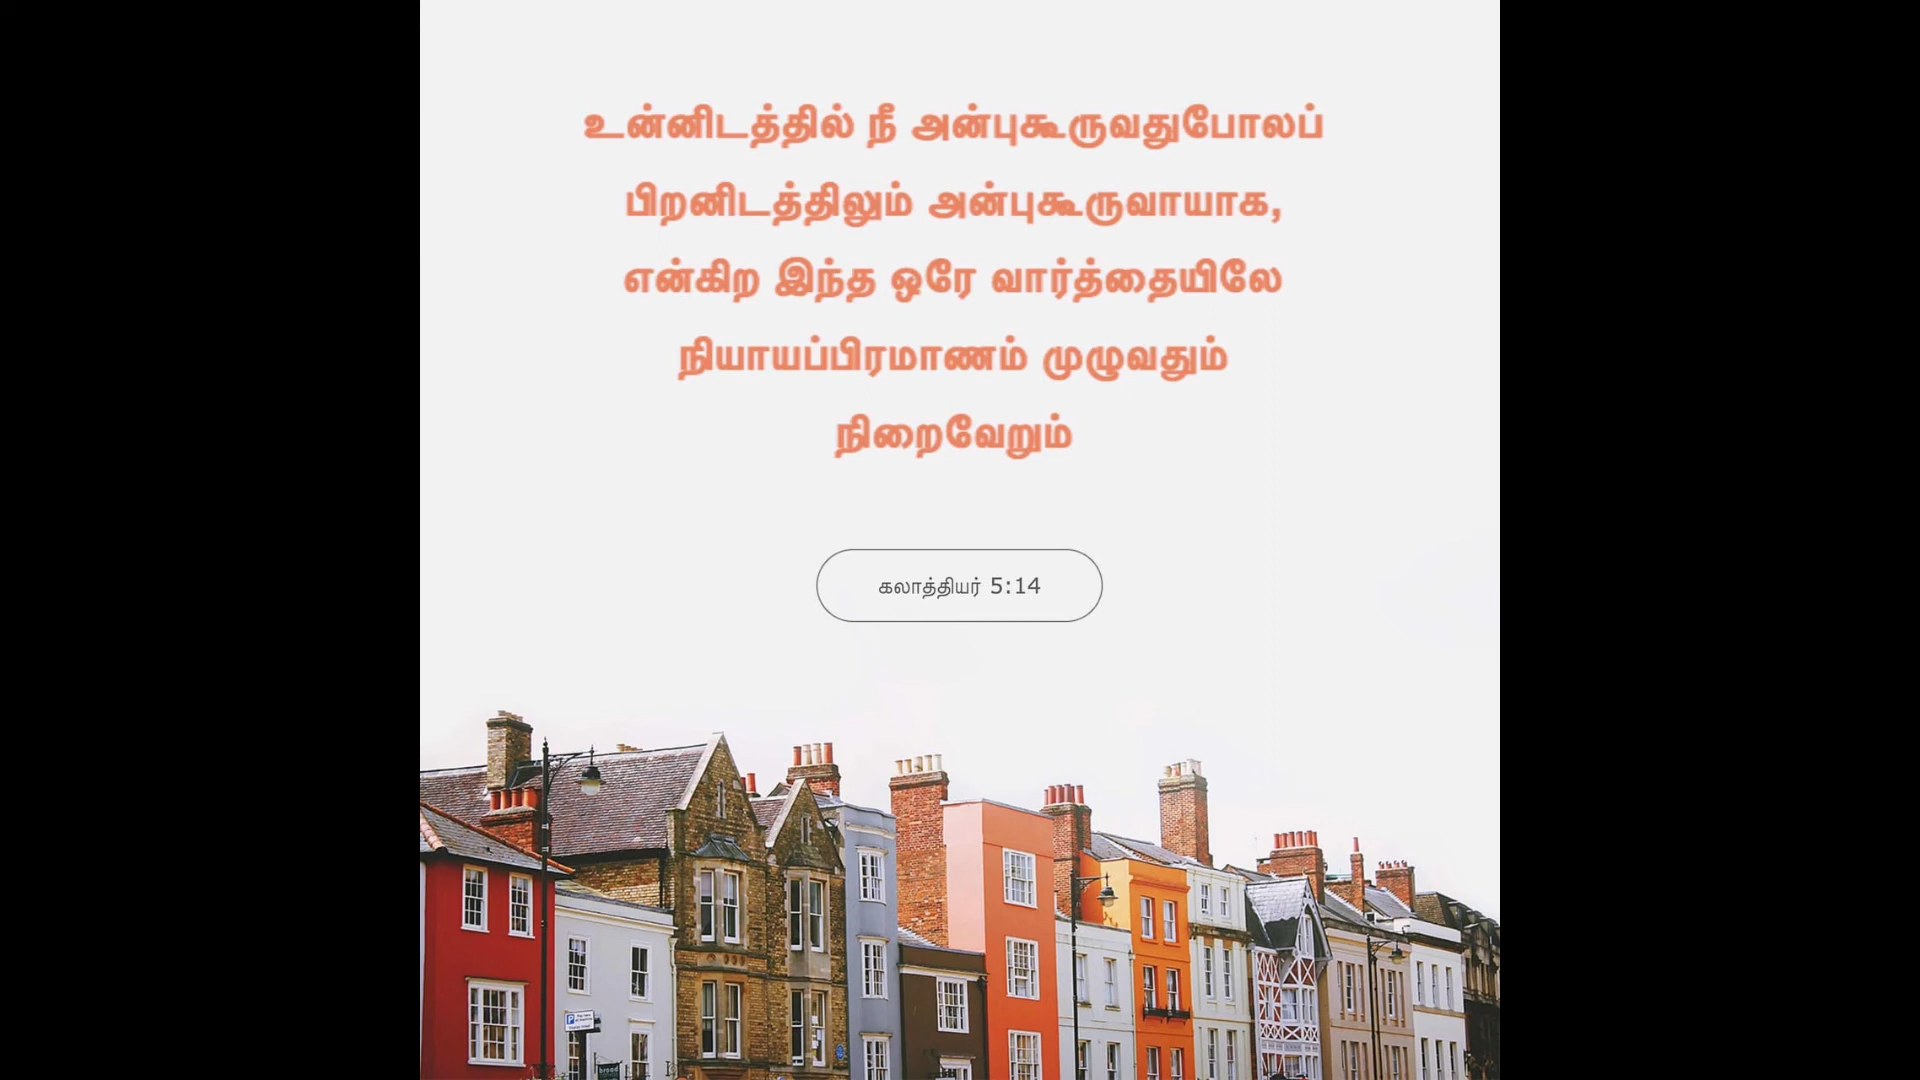 உன்னிடத்தில் நீ அன்புகூருவதுபோலப்
பிறனிடத்திலும் அன்புகூருவாயாக,
என்கிற இந்த ஒரே வார்த்தையிலே
நியாயப்பிரமாணம் முழுவதும்
நிறைவேறும்
கலாத்தியர் 5:14